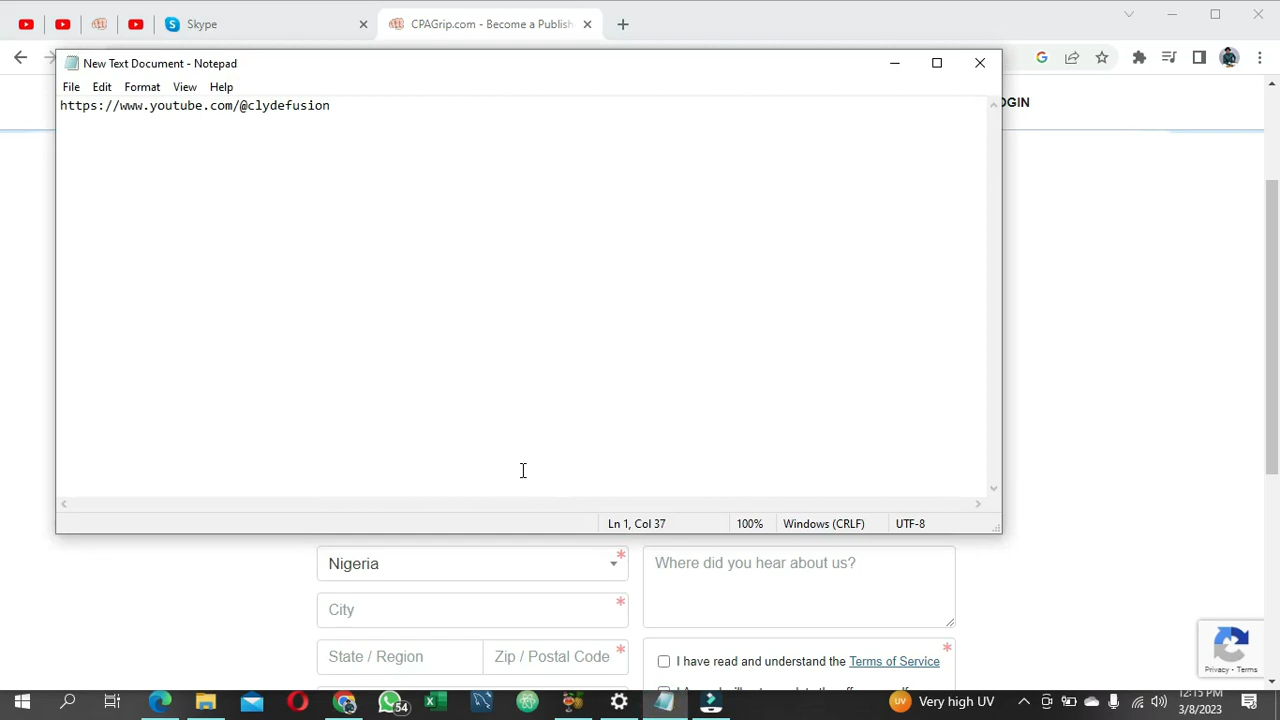 Skype
CPAGrip.com - Become a Publish
New Text Document - Notepad
File Edit Format View Help
https://www.youtube.com/@clydefusion
OGIN
Ln 1, Col 37
100%
Windows (CRLF)
UTF-8
Nigeria *
Where did you hear about us?
City *
State / Region
Zip / Postal Code *
I have read and understand the Terms of Service *
Privacy - Terms
54
Very high UV
12:15 PM
3/8/2023